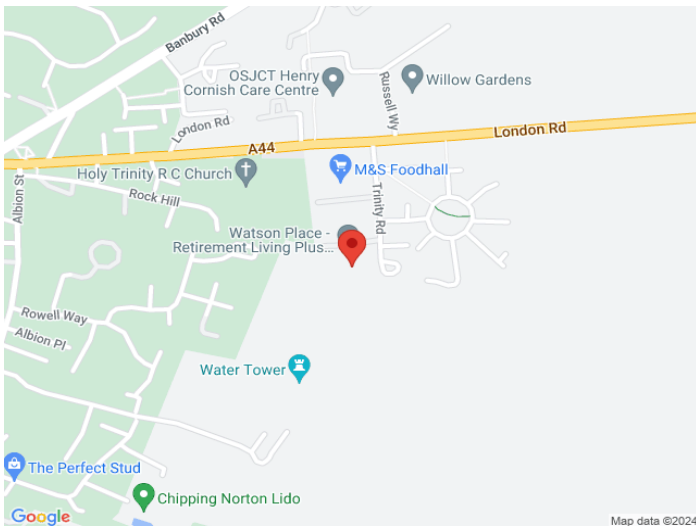 Banbury Rd
OSJCT Henry
Cornish Care Centre
Willow Gardens
Russell Wy
London Rd
London Rd
A44
Holy Trinity R C Church
M&S Foodhall
Albion St
Rock Hill
Trinity Rd
Watson Place -
Retirement Living Plus...
Rowell Way
Albion Pl
Water Tower
The Perfect Stud
Chipping Norton Lido
Google
Map data ©2024